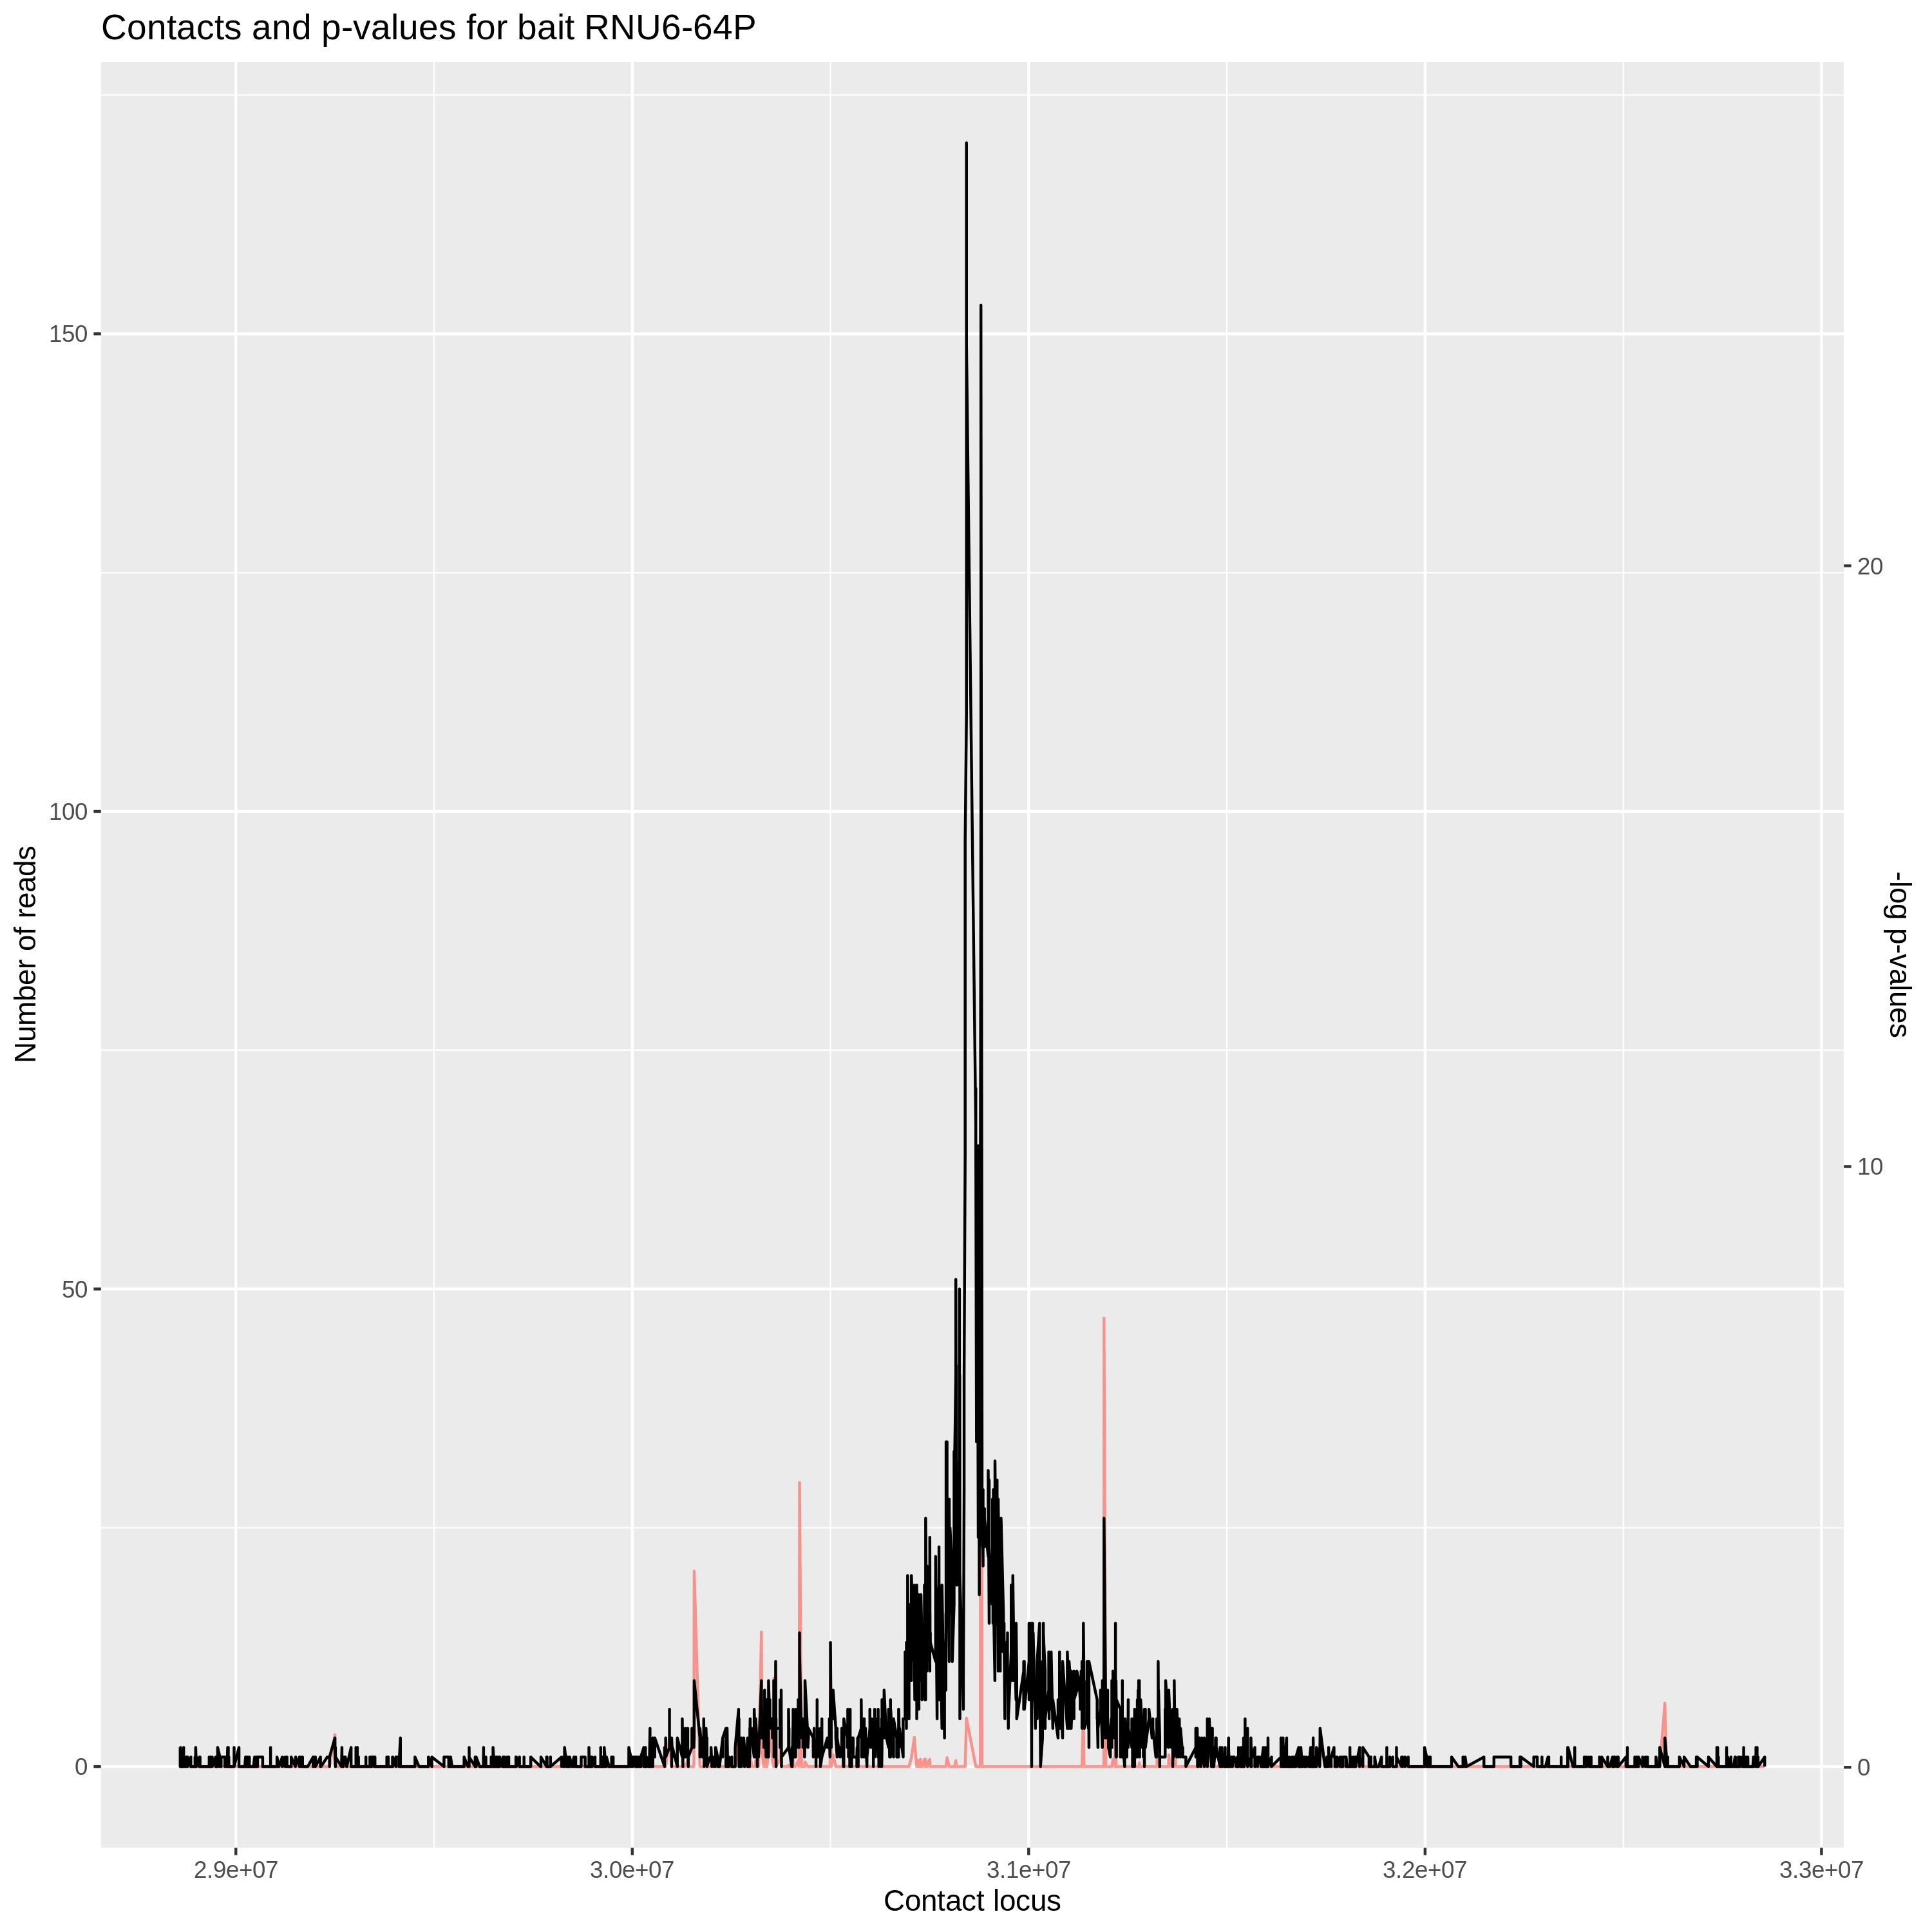 Contacts and p-values for bait RNU6-64P
150
100
50
0
Number of reads
20
10
0
-log p-values
2.9e+07
3.0e+07
3.1e+07
3.2e+07
3.3e+07
Contact locus